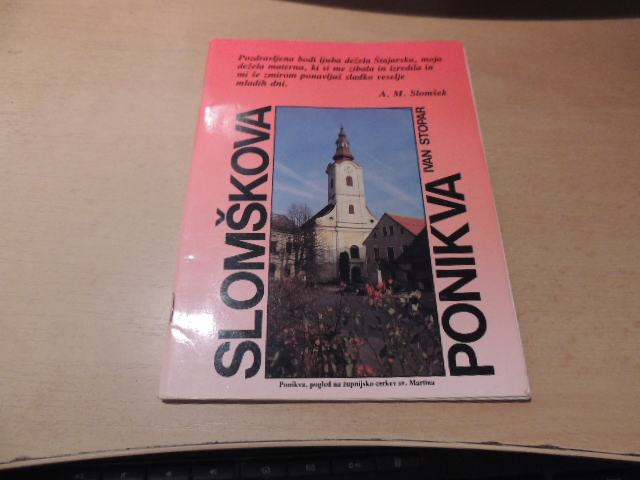 Pozdravljena bodi ljuba dežela Štajarska, moja
dežela materna, ki si me zibala in izredila in
mi še zmirom ponavljaš sladko veselje
mladih dni.
A. M. Slomšek
SLOMŠKOVA
PONIKVA
IVAN STOPAR
Ponikva, pogled na župnijsko cerkev sv. Martina